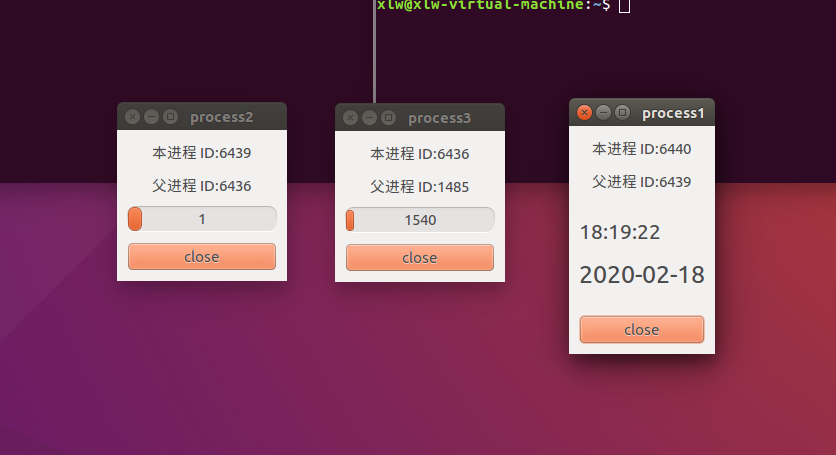 xlw@xlw-virtual-machine:~$
process2
本进程 ID:6439
父进程 ID:6436
1
close
process3
本进程 ID:6436
父进程 ID:1485
1540
close
process1
本进程 ID:6440
父进程 ID:6439
18:19:22
2020-02-18
close